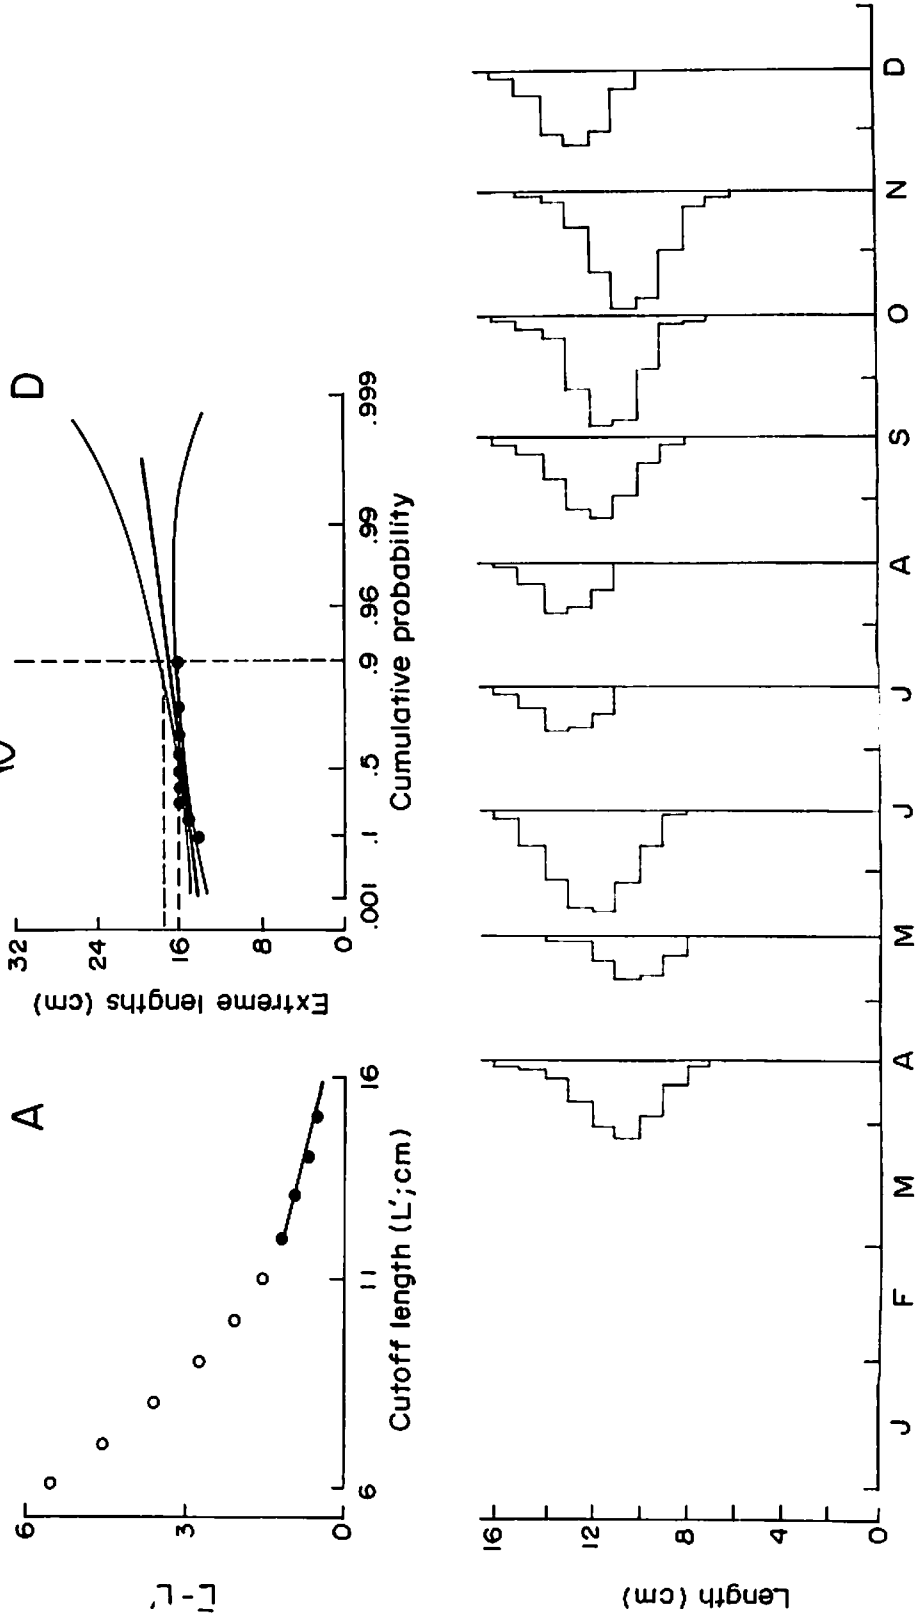 A
6
3
0
L̄-L'
6
11
16
Cutoff length (L';cm)
D
32
24
16
8
0
Extreme lengths (cm)
.001
.1
.5
.9
.96
.99
.999
Cumulative probability
16
12
8
4
0
Length (cm)
J F M A M J J A S O N D